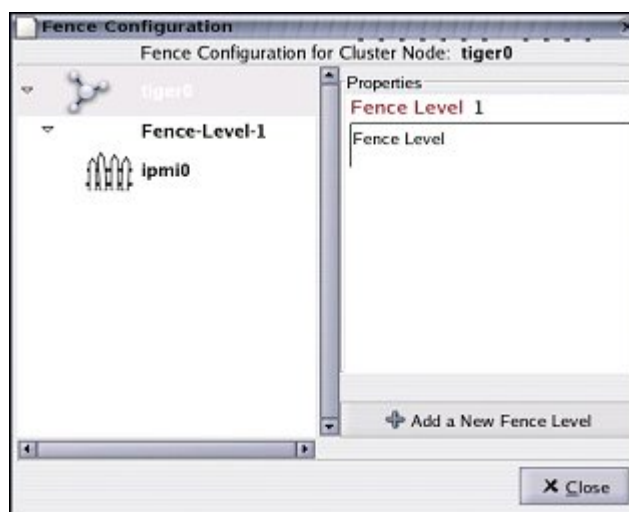 Fence Configuration
Fence Configuration for Cluster Node: tiger0
tiger0
Fence-Level-1
ipmi0
Properties
Fence Level 1
Fence Level
Add a New Fence Level
Close